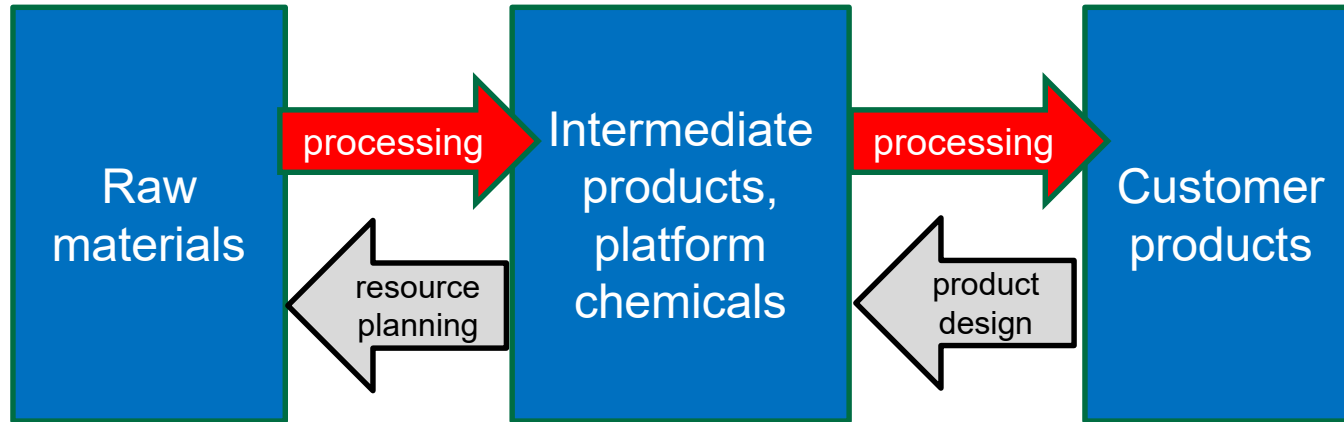 Raw
materials
processing
resource
planning
Intermediate
products,
platform
chemicals
processing
product
design
Customer
products